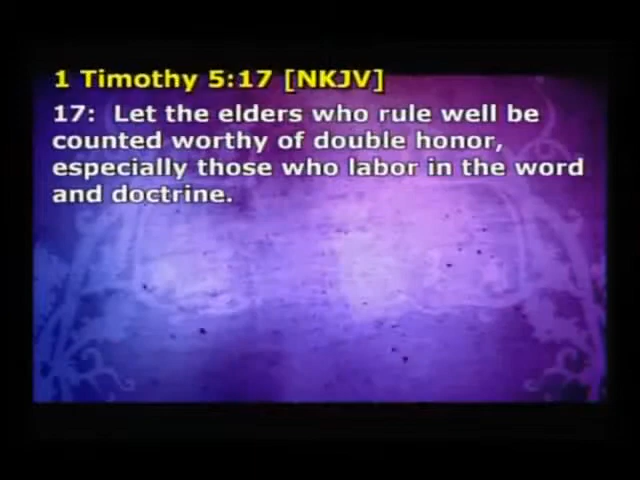 1 Timothy 5:17 [NKJV]
17:  Let the elders who rule well be
counted worthy of double honor,
especially those who labor in the word
and doctrine.